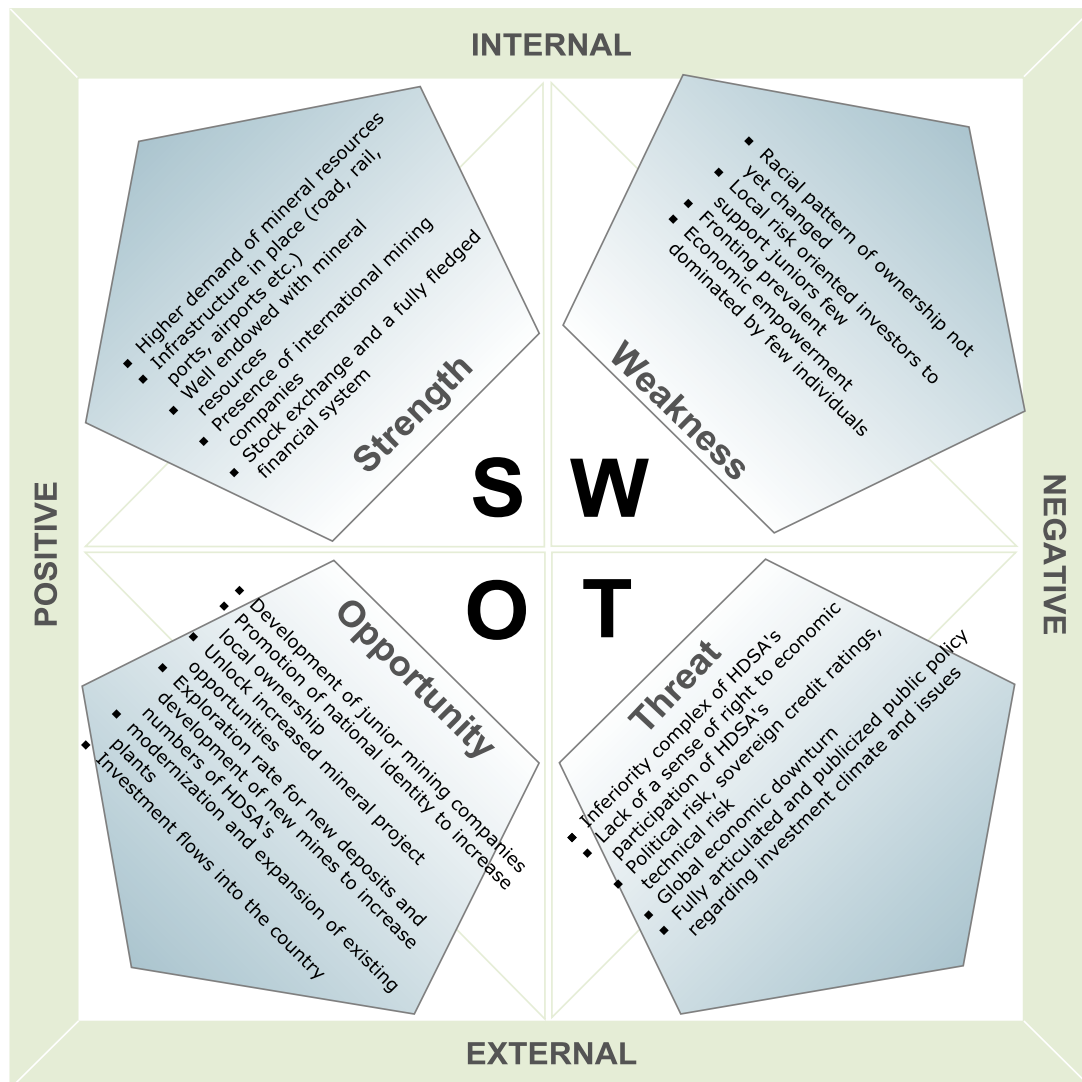 INTERNAL
◆ Higher demand of mineral resources
◆ Infrastructure in place (road, rail,
ports, airports etc.)
◆ Well endowed with mineral
resources
◆ Presence of international mining
companies
◆ Stock exchange and a fully fledged
financial system
Strength
◆ Racial pattern of ownership not
yet changed
◆ Local risk oriented investors to
support juniors few
◆ Fronting prevalent
◆ Economic empowerment
dominated by few individuals
Weakness
S W
POSITIVE
NEGATIVE
O T
Opportunity
◆ Development of junior mining companies
◆ Promotion of national identity to increase
local ownership
◆ Unlock increased mineral project
opportunities
◆ Exploration rate for new deposits and
development of new mines to increase
numbers of HDSA's
◆ modernization and expansion of existing
plants
◆ Investment flows into the country
Threat
◆ Inferiority complex of HDSA's
◆ Lack of a sense of right to economic
participation of HDSA's
◆ Political risk, sovereign credit ratings,
technical risk
◆ Global economic downturn
◆ Fully articulated and publicized public policy
regarding investment climate and issues
EXTERNAL